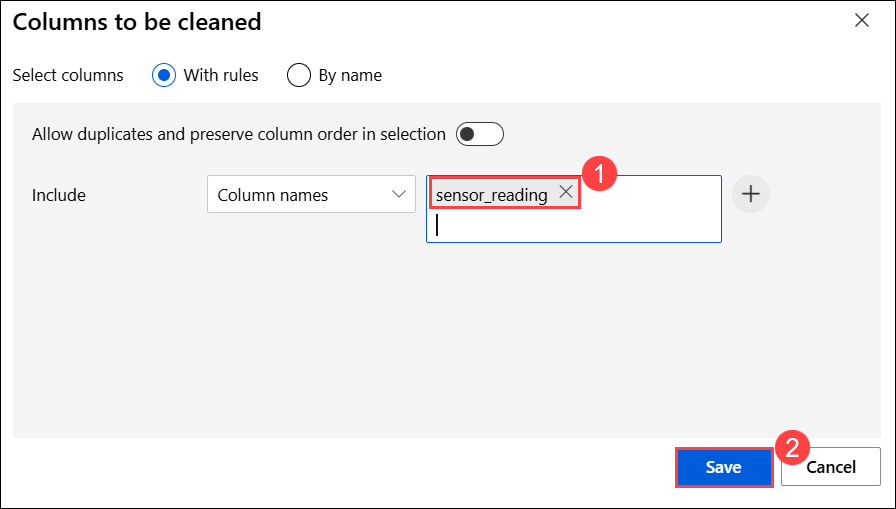 Columns to be cleaned
Select columns With rules By name
Allow duplicates and preserve column order in selection
1
Include Column names sensor_reading
2
Save Cancel